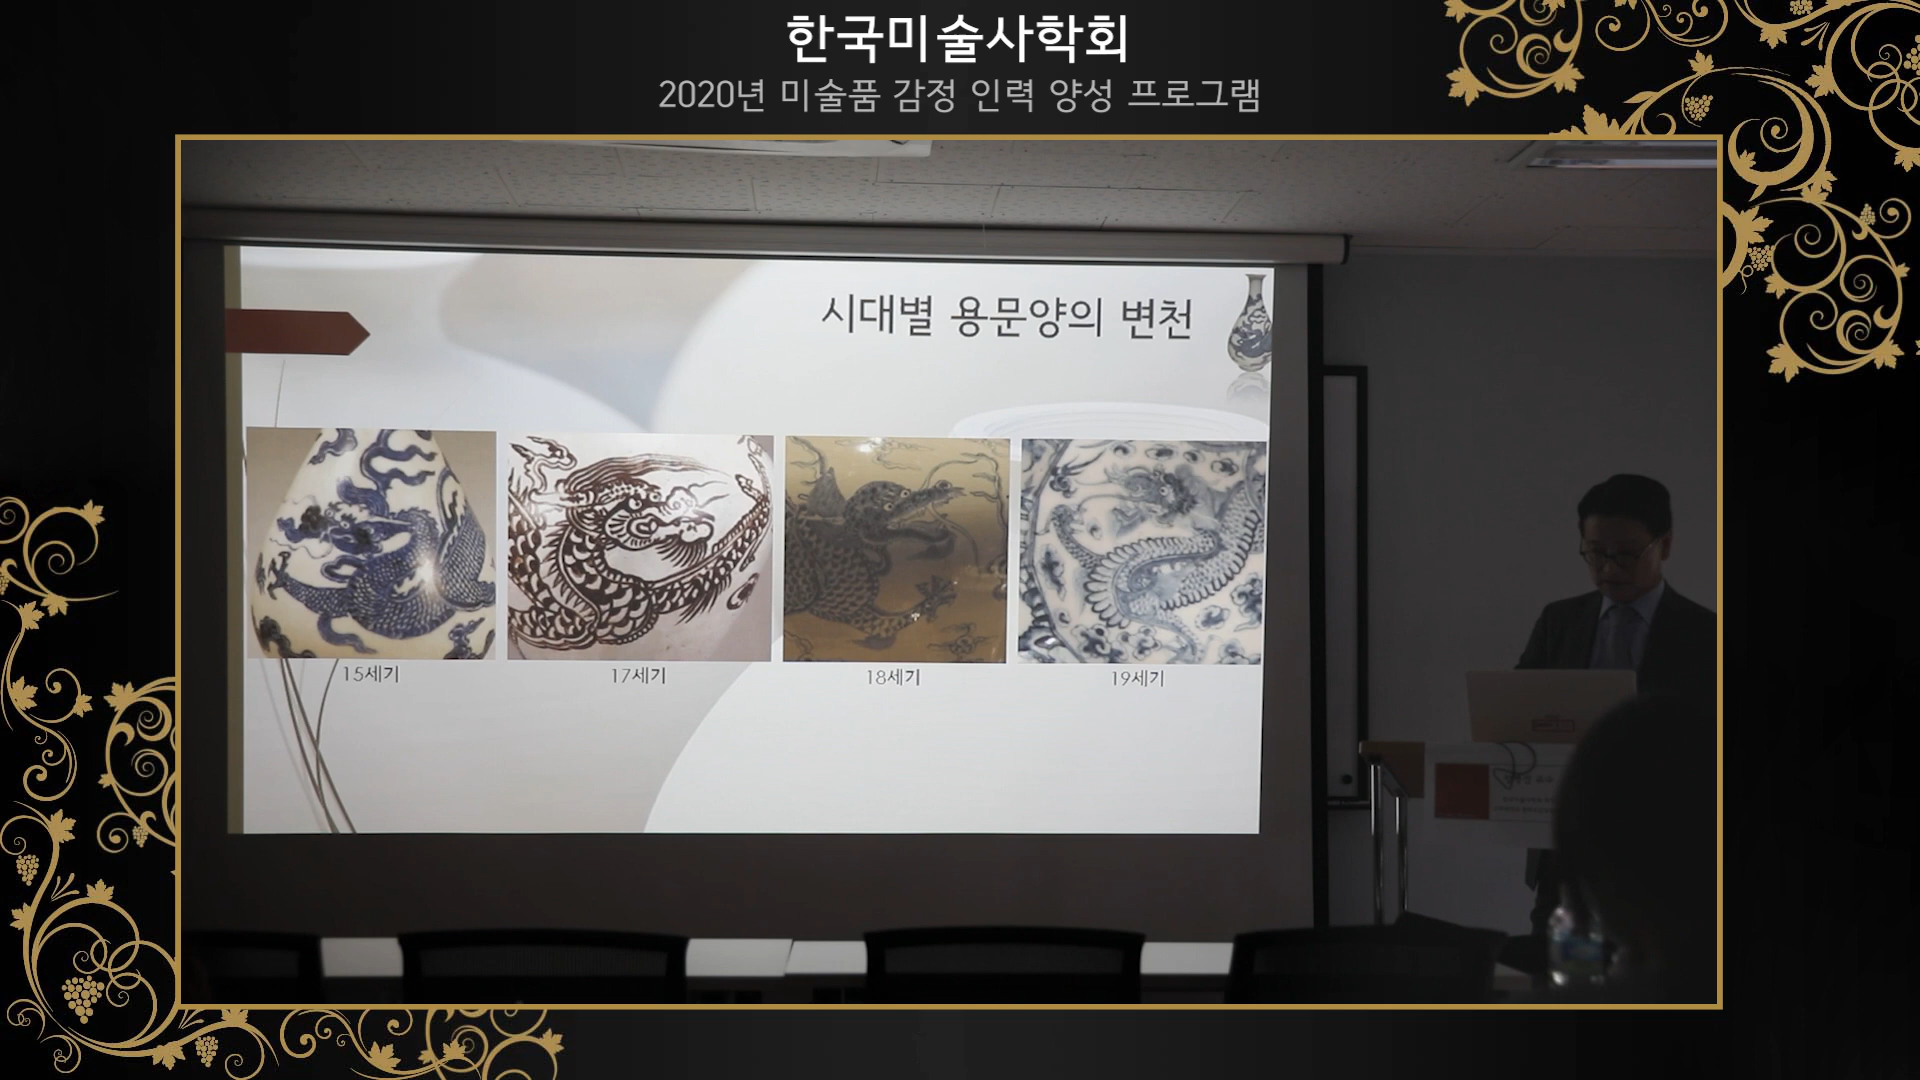 한국미술사학회
2020년 미술품 감정 인력 양성 프로그램
시대별 용문양의 변천
15세기
17세기
18세기
19세기